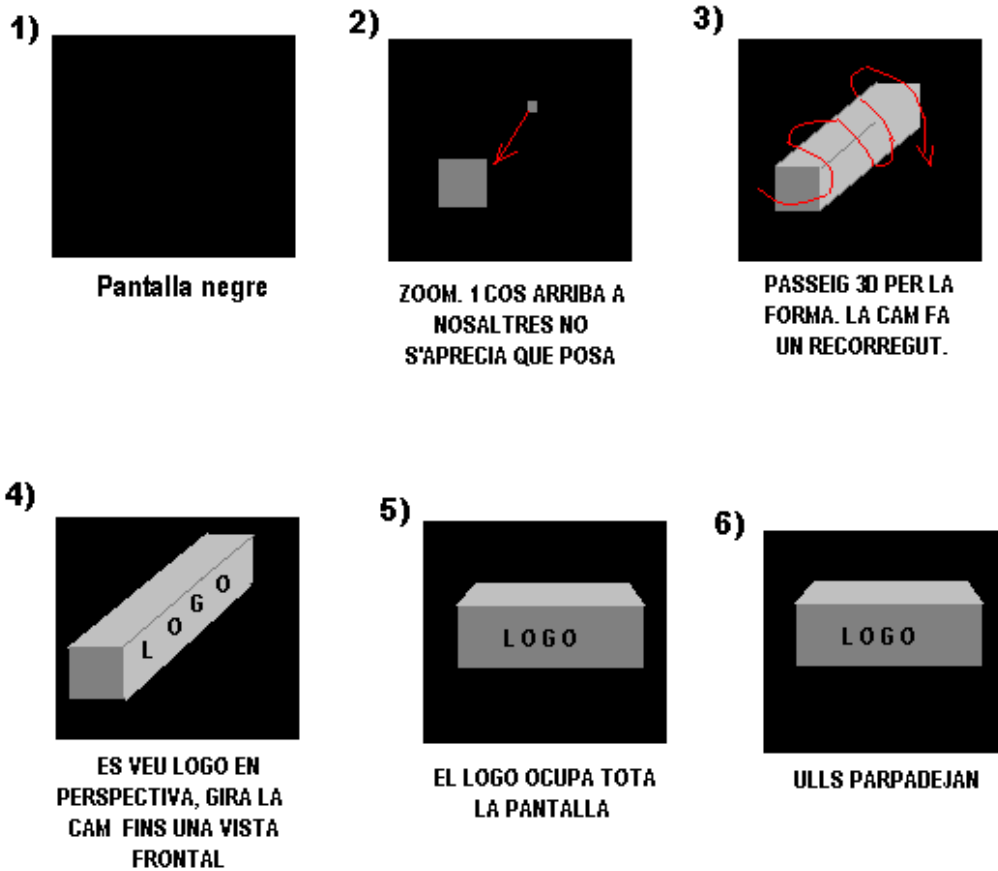 1)
Pantalla negre
2)
ZOOM. 1 COS ARRIBA A
NOSALTRES NO
S'APRECIA QUE POSA
3)
PASSEIG 3D PER LA
FORMA. LA CAM FA
UN RECORREGUT.
4)
L O G O
ES VEU LOGO EN
PERSPECTIVA, GIRA LA
CAM FINS UNA VISTA
FRONTAL
5)
L O G O
EL LOGO OCUPA TOTA
LA PANTALLA
6)
L O G O
ULLS PARPADEJAN